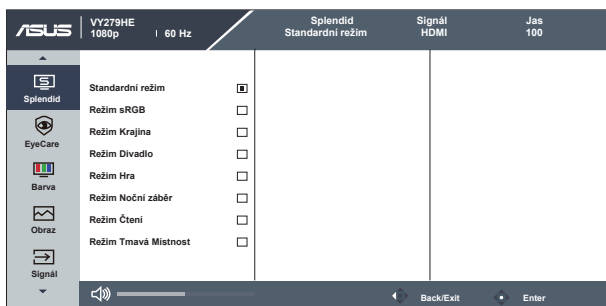 ASUS
VY279HE
1080p 60 Hz
Splendid
Standardní režim
Signál
HDMI
Jas
100
Splendid
EyeCare
Barva
Obraz
Signál
Standardní režim
Režim sRGB
Režim Krajina
Režim Divadlo
Režim Hra
Režim Noční záběr
Režim Čtení
Režim Tmavá Místnost
Back/Exit
Enter